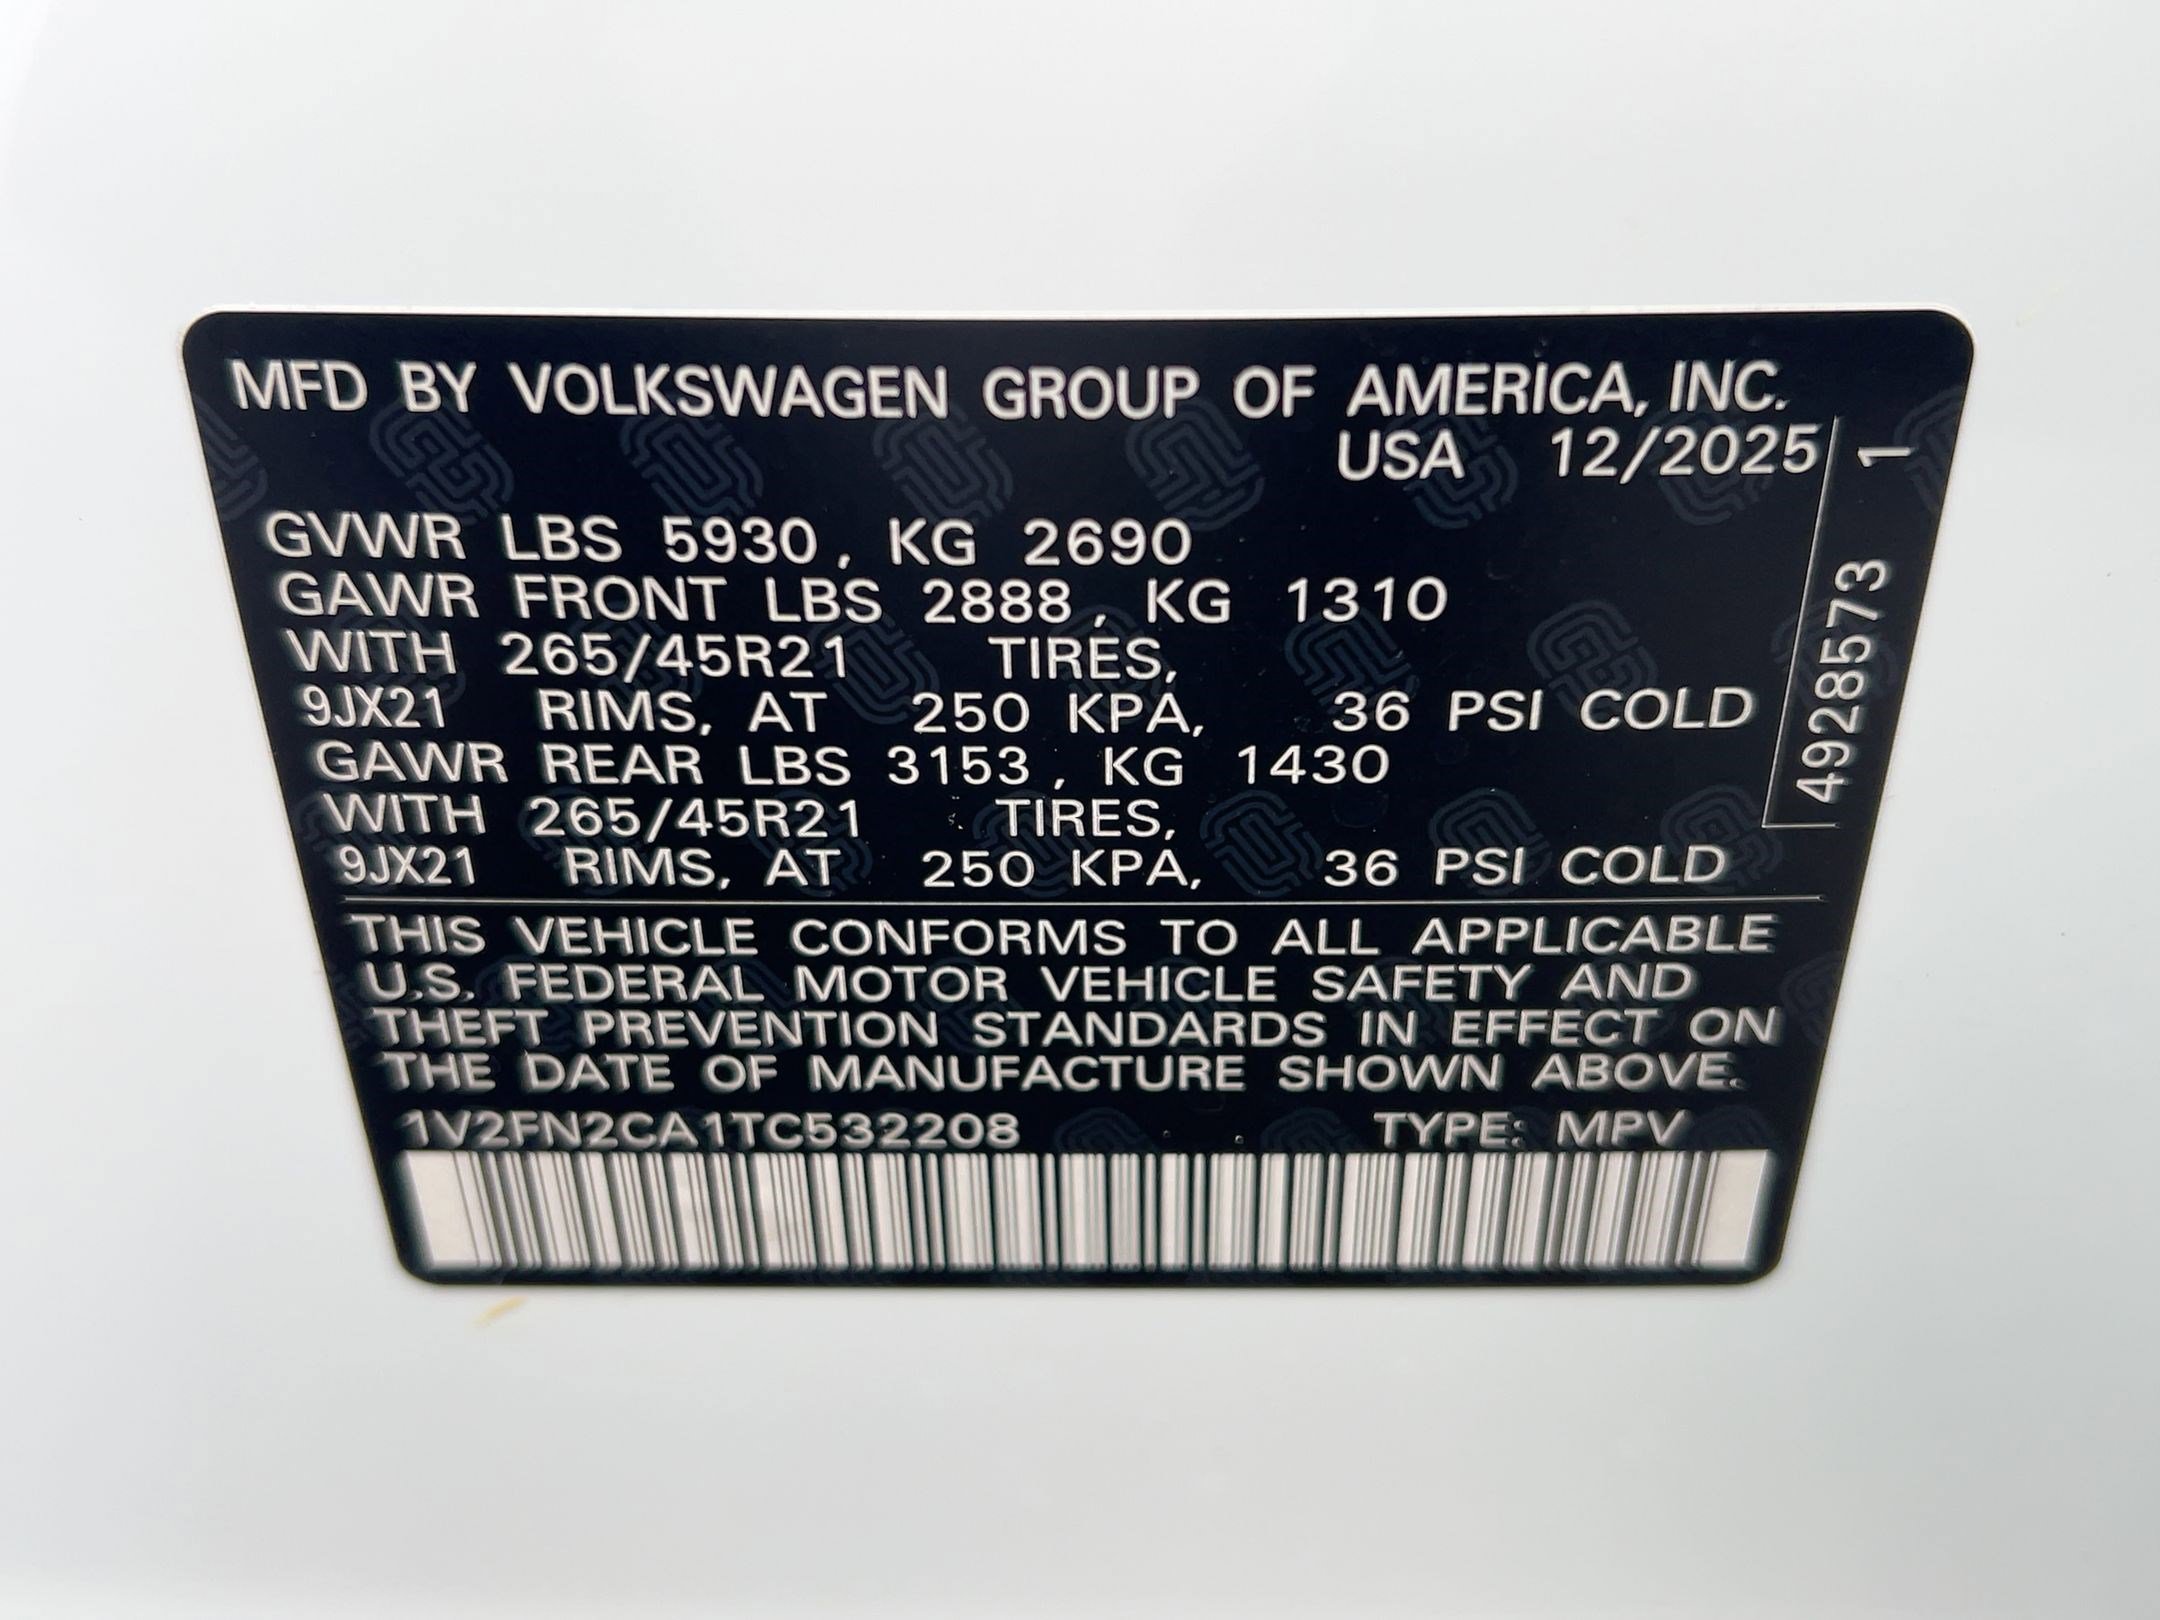 MFD BY VOLKSWAGEN GROUP OF AMERICA, INC.
USA 12/2025
GVWR LBS 5930, KG 2690
GAWR FRONT LBS 2888, KG 1310
WITH 265/45R21 TIRES,
9JX21 RIMS, AT 250 KPA, 36 PSI COLD
GAWR REAR LBS 3153, KG 1430
WITH 265/45R21 TIRES,
9JX21 RIMS, AT 250 KPA, 36 PSI COLD
THIS VEHICLE CONFORMS TO ALL APPLICABLE
U.S. FEDERAL MOTOR VEHICLE SAFETY AND
THEFT PREVENTION STANDARDS IN EFFECT ON
THE DATE OF MANUFACTURE SHOWN ABOVE.
1V2FN2CA1TC532208 TYPE: MPV
4928573 1